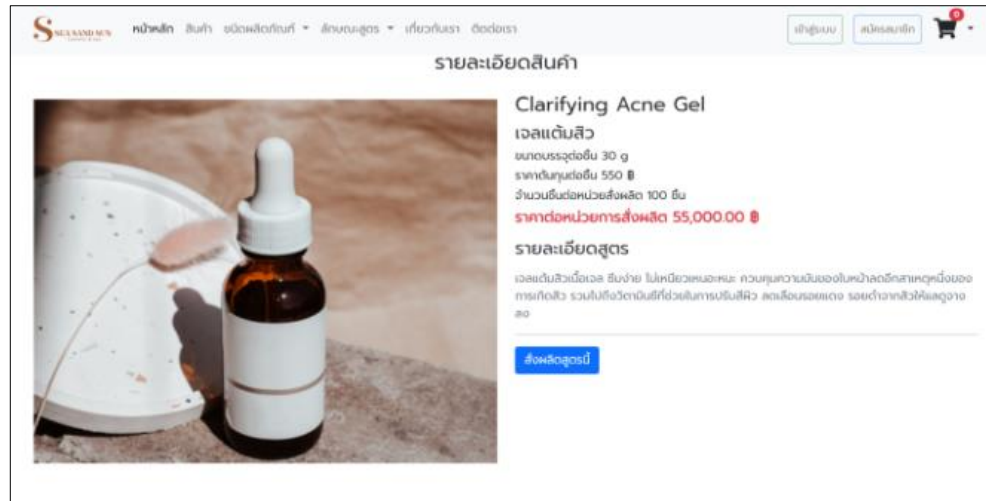 SEA SAND SUN
หน้าหลัก สินค้า ชนิดผลิตภัณฑ์ ลักษณะสูตร เกี่ยวกับเรา ติดต่อเรา
เข้าสู่ระบบ สมัครสมาชิก 0
รายละเอียดสินค้า
Clarifying Acne Gel
เจลแต้มสิว
ขนาดบรรจุต่อชิ้น 30 g
ราคาต้นทุนต่อชิ้น 550 ฿
จำนวนชิ้นต่อหน่วยสั่งผลิต 100 ชิ้น
ราคาต่อหน่วยการสั่งผลิต 55,000.00 ฿
รายละเอียดสูตร
เจลแต้มสิวเนื้อเจล ซึมง่าย ไม่เหนียวเหนอะหนะ ควบคุมความมันของใบหน้าลดอีกสาเหตุหนึ่งของ
การเกิดสิว รวมไปถึงวิตามินซีที่ช่วยในการปรับสีผิว ลดเลือนรอยแดง รอยดำจากสิวให้แลดูจาง
ลง
สั่งผลิตสูตรนี้